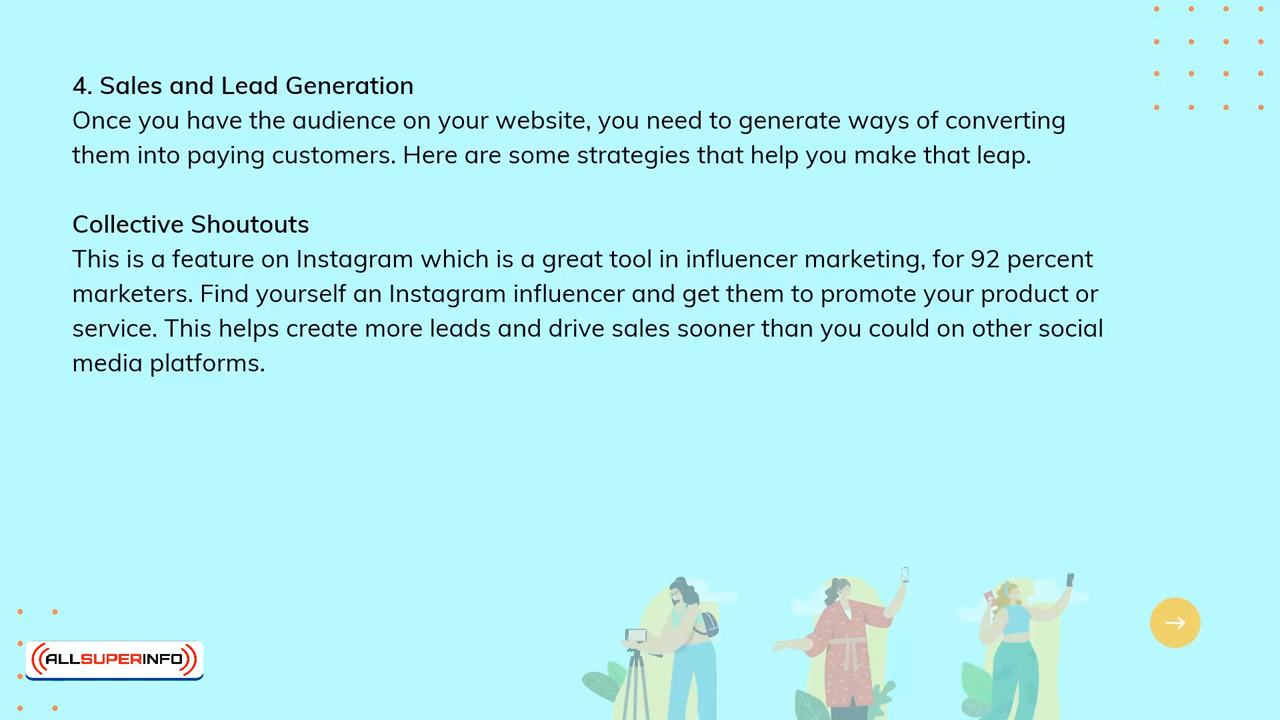 4. Sales and Lead Generation
Once you have the audience on your website, you need to generate ways of converting
them into paying customers. Here are some strategies that help you make that leap.
Collective Shoutouts
This is a feature on Instagram which is a great tool in influencer marketing, for 92 percent
marketers. Find yourself an Instagram influencer and get them to promote your product or
service. This helps create more leads and drive sales sooner than you could on other social
media platforms.
ALLSUPERINFO